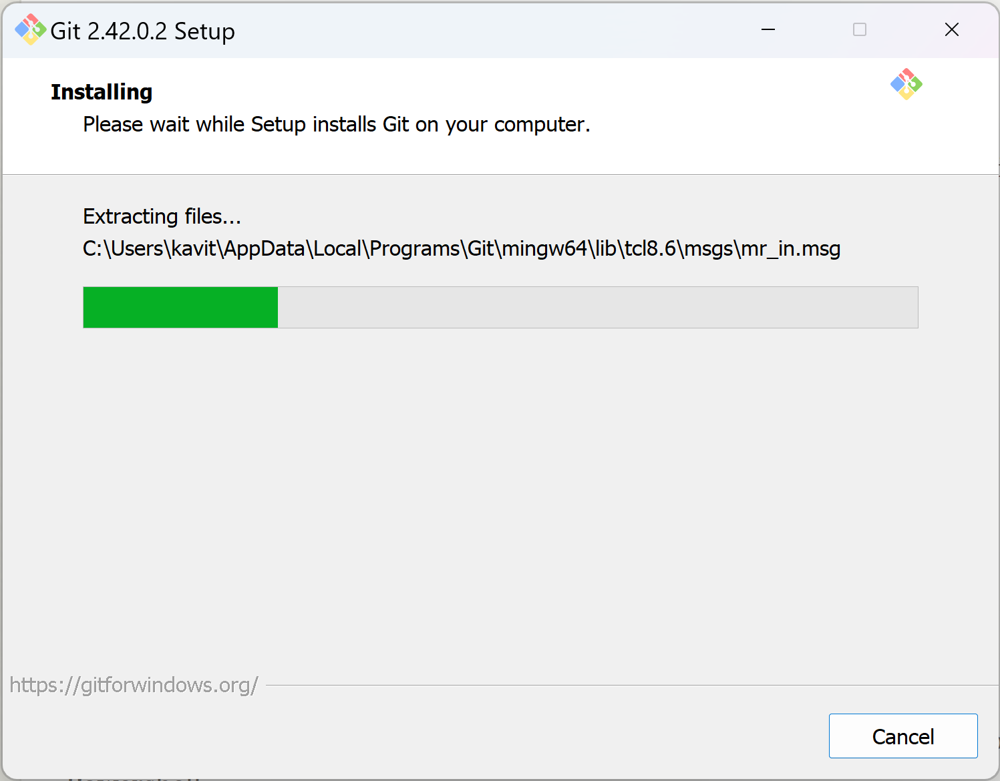 Git 2.42.0.2 Setup
Installing
Please wait while Setup installs Git on your computer.
Extracting files...
C:\Users\kavit\AppData\Local\Programs\Git\mingw64\lib\tcl8.6\msgs\mr_in.msg
https://gitforwindows.org/
Cancel